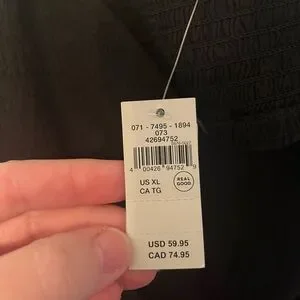 071 - 7495 - 1894
073
42694752
4 00426 94752 9
US XL
CA TG
REAL GOOD
USD 59.95
CAD 74.95